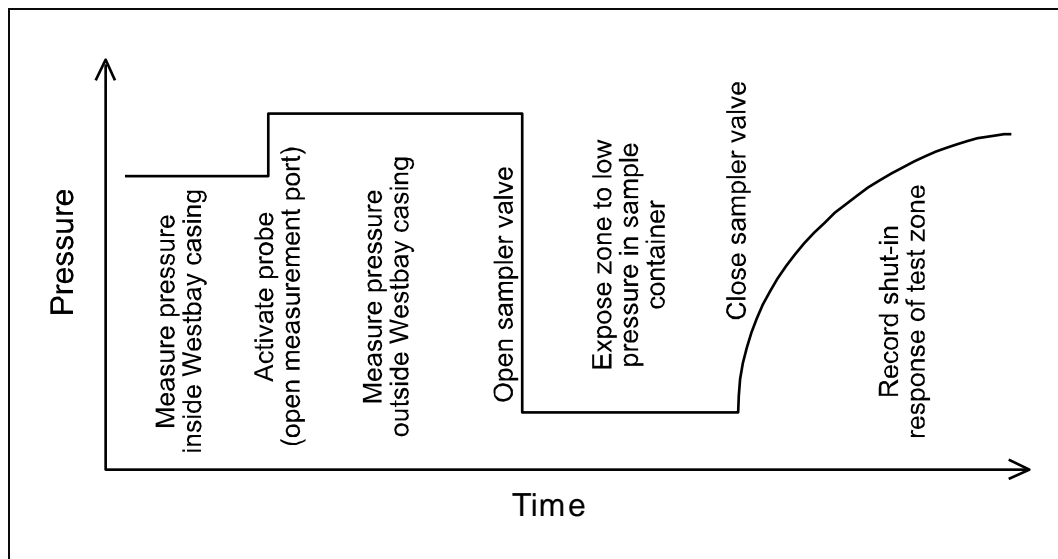 Pressure
Measure pressure
inside Westbay casing
Activate probe
(open measurement port)
Measure pressure
outside Westbay casing
Open sampler valve
Expose zone to low
pressure in sample
container
Close sampler valve
Record shut-in
response of test zone
Time